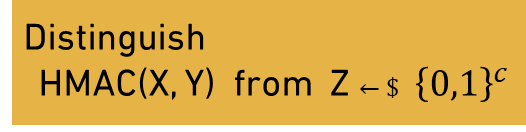 Distinguish
HMAC(X, Y) from Z ←$ {0,1}ᶜ